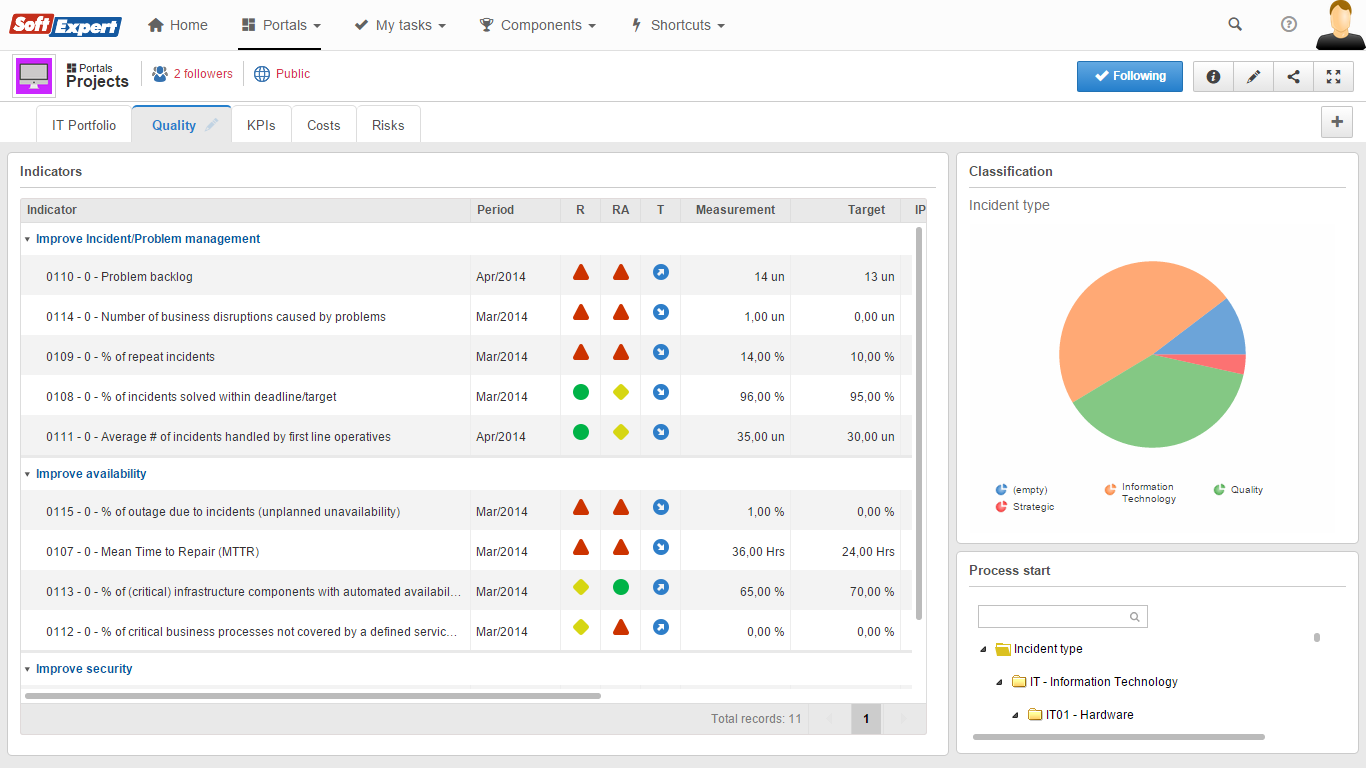 Soft Expert
Home
Portals
My tasks
Components
Shortcuts
Portals
Projects
2 followers
Public
Following
IT Portfolio
Quality
KPIs
Costs
Risks
Indicators
Indicator Period R RA T Measurement Target IP
Improve Incident/Problem management
0110 - 0 - Problem backlog Apr/2014 14 un 13 un
0114 - 0 - Number of business disruptions caused by problems Mar/2014 1,00 un 0,00 un
0109 - 0 - % of repeat incidents Mar/2014 14,00 % 10,00 %
0108 - 0 - % of incidents solved within deadline/target Mar/2014 96,00 % 95,00 %
0111 - 0 - Average # of incidents handled by first line operatives Apr/2014 35,00 un 30,00 un
Improve availability
0115 - 0 - % of outage due to incidents (unplanned unavailability) Mar/2014 1,00 % 0,00 %
0107 - 0 - Mean Time to Repair (MTTR) Mar/2014 36,00 Hrs 24,00 Hrs
0113 - 0 - % of (critical) infrastructure components with automated availabil... Mar/2014 65,00 % 70,00 %
0112 - 0 - % of critical business processes not covered by a defined servic... Mar/2014 0,00 % 0,00 %
Improve security
Total records: 11
1
Classification
Incident type
(empty)
Information
Technology
Quality
Strategic
Process start
Incident type
IT - Information Technology
IT01 - Hardware